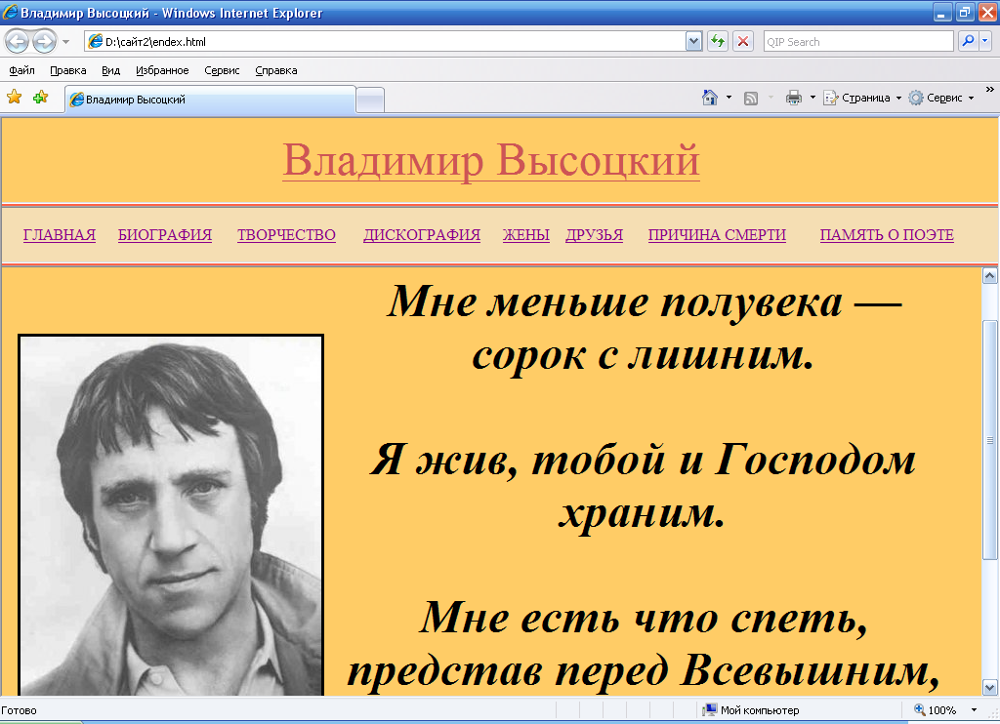 Владимир Высоцкий - Windows Internet Explorer
D:\сайт2\endex.html
QIP Search
Файл Правка Вид Избранное Сервис Справка
Владимир Высоцкий
Страница Сервис »
Владимир Высоцкий
ГЛАВНАЯ БИОГРАФИЯ ТВОРЧЕСТВО ДИСКОГРАФИЯ ЖЕНЫ ДРУЗЬЯ ПРИЧИНА СМЕРТИ ПАМЯТЬ О ПОЭТЕ
Мне меньше полувека —
сорок с лишним.
Я жив, тобой и Господом
храним.
Мне есть что спеть,
представ перед Всевышним,
Готово
Мой компьютер
100%